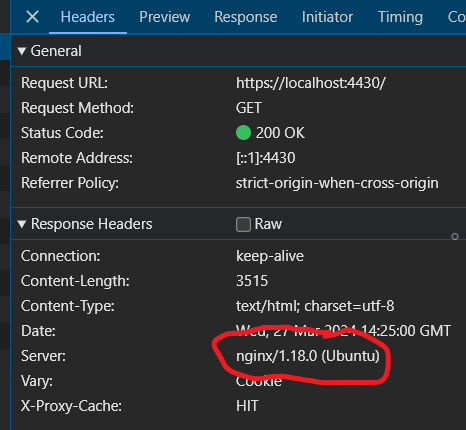 Headers Preview Response Initiator Timing Co
General
Request URL: https://localhost:4430/
Request Method: GET
Status Code: 200 OK
Remote Address: [::1]:4430
Referrer Policy: strict-origin-when-cross-origin
Response Headers Raw
Connection: keep-alive
Content-Length: 3515
Content-Type: text/html; charset=utf-8
Date: Wed, 27 Mar 2024 14:25:00 GMT
Server: nginx/1.18.0 (Ubuntu)
Vary: Cookie
X-Proxy-Cache: HIT